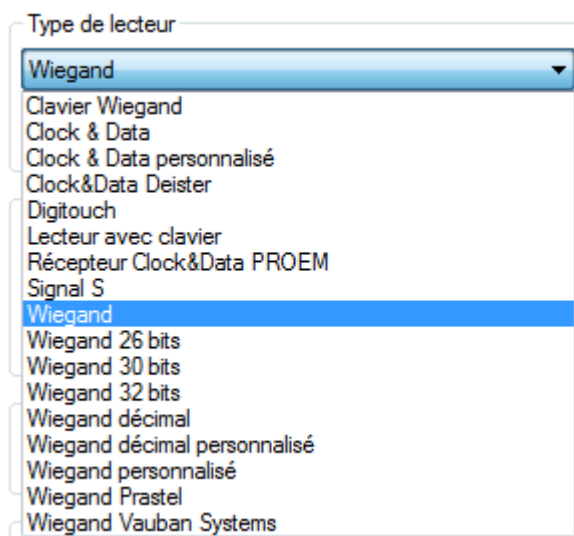 Type de lecteur
Wiegand
Clavier Wiegand
Clock & Data
Clock & Data personnalisé
Clock&Data Deister
Digitouch
Lecteur avec clavier
Récepteur Clock&Data PROEM
Signal S
Wiegand
Wiegand 26 bits
Wiegand 30 bits
Wiegand 32 bits
Wiegand décimal
Wiegand décimal personnalisé
Wiegand personnalisé
Wiegand Prastel
Wiegand Vauban Systems